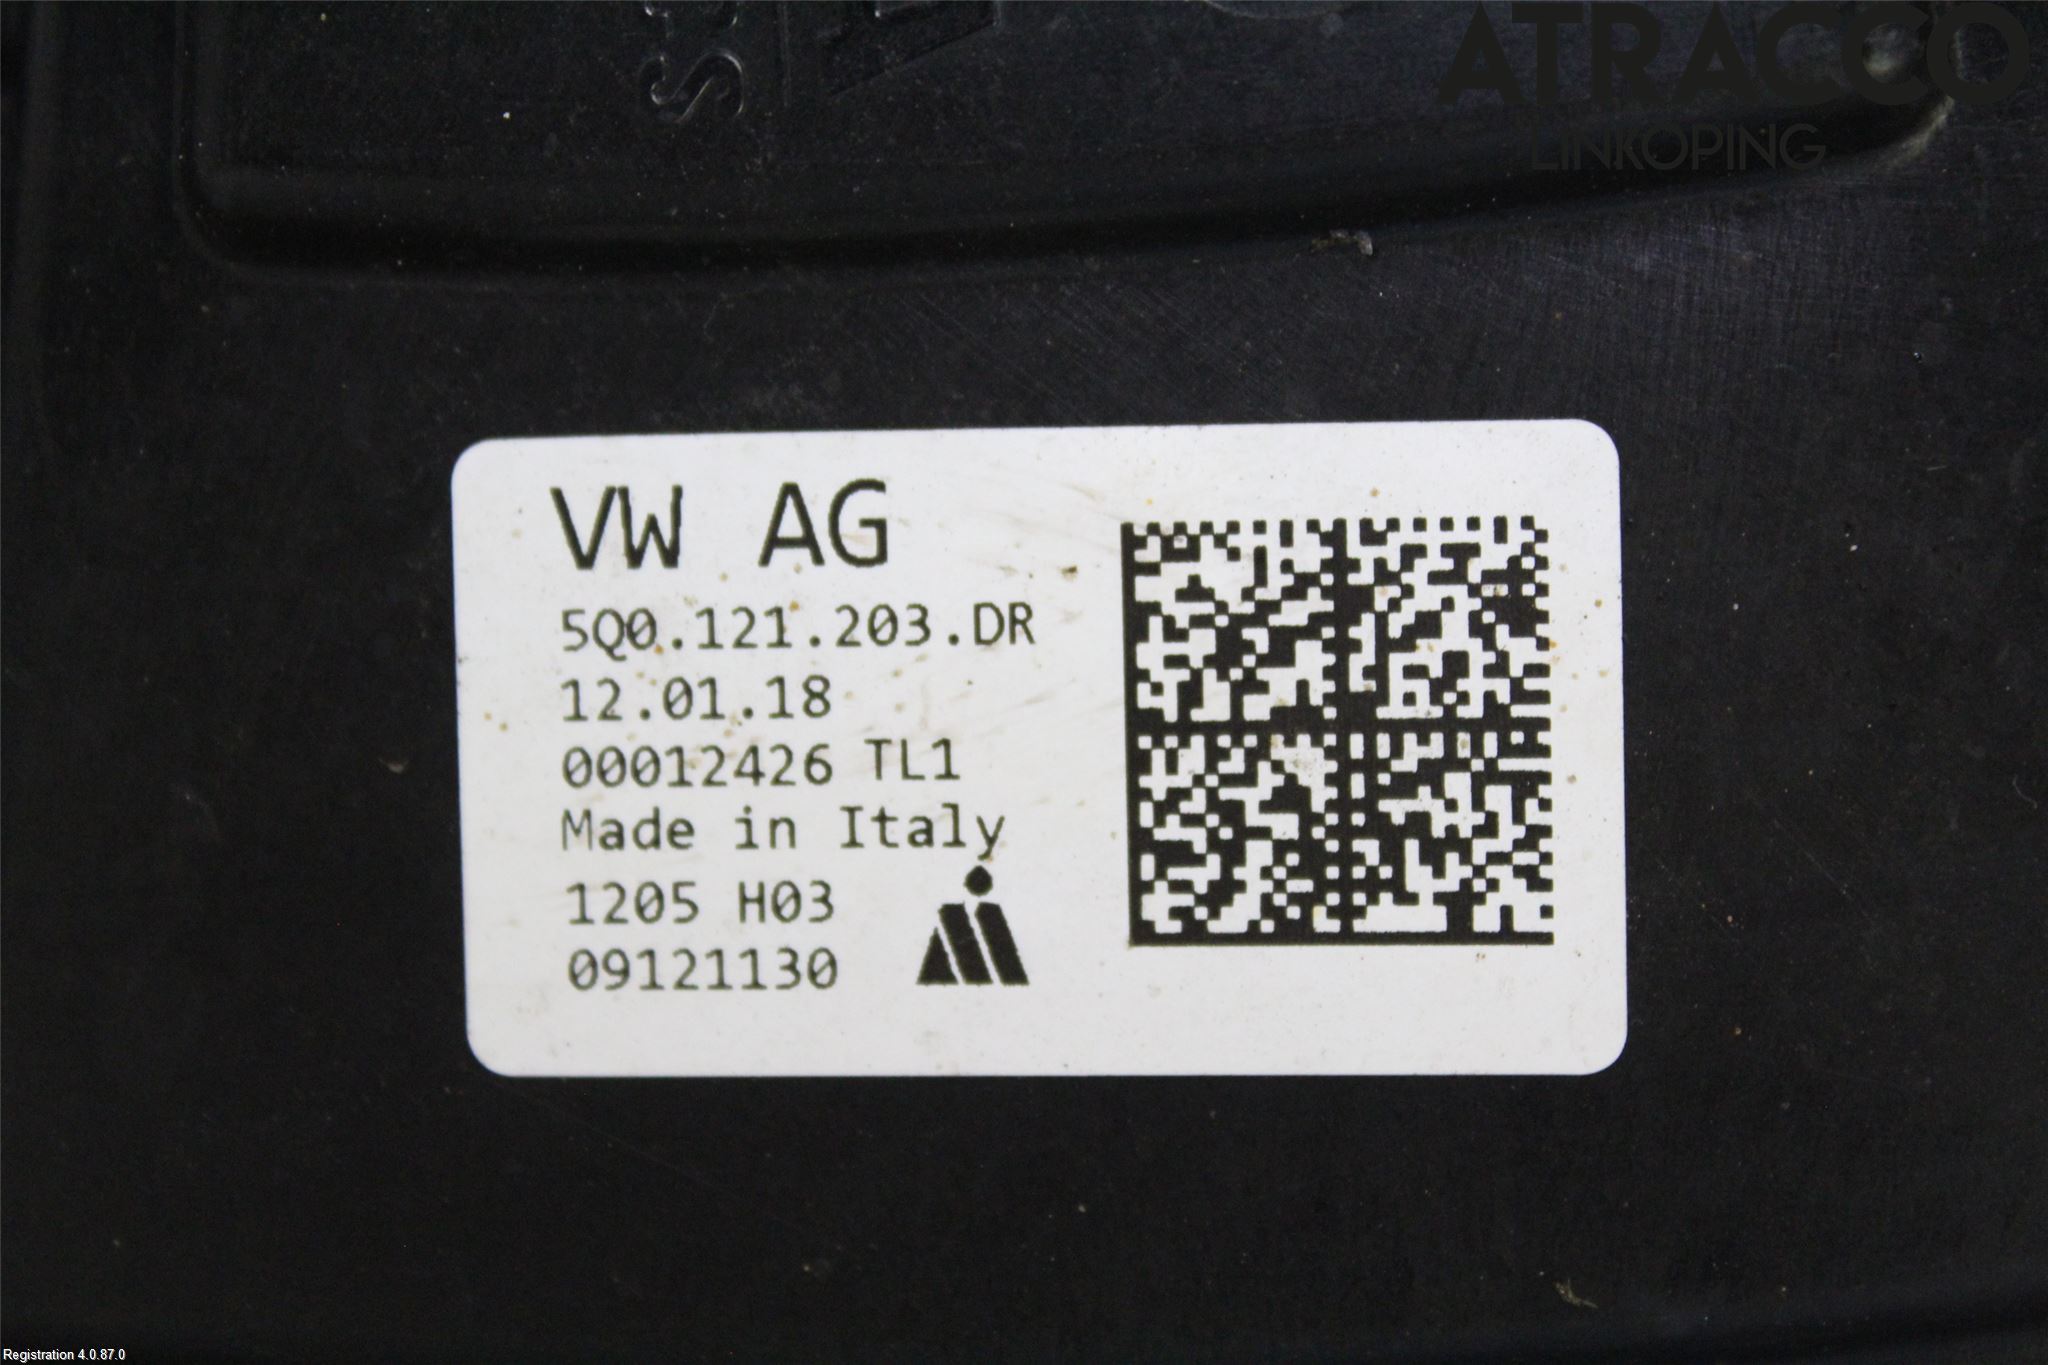 ATRACCO
LINKÖPING
VW AG
5Q0.121.203.DR
12.01.18
00012426 TL1
Made in Italy
1205 H03
09121130
Registration 4.0.87.0